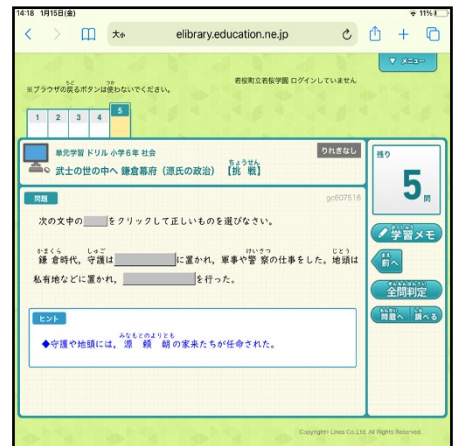 14:18 1月15日(金) 11%
大小 elibrary.education.ne.jp
※ブラウザの戻るボタンは使わないでください。
若桜町立若桜学園 ログインしていません
▼ メニュー
1 2 3 4 5
単元学習 ドリル 小学6年 社会
武士の世の中へ 鎌倉幕府（源氏の政治）【挑戦】
りれきなし
残り
5問
問題
gc607516
次の文中の をクリックして正しいものを選びなさい。
鎌倉時代，守護は に置かれ，軍事や警察の仕事をした。地頭は
私有地などに置かれ， を行った。
ヒント
◆守護や地頭には，源頼朝の家来たちが任命された。
学習メモ
前へ
全問判定
問題へ 調べる
Copyright© Lines Co.,Ltd. All Rights Reserved.